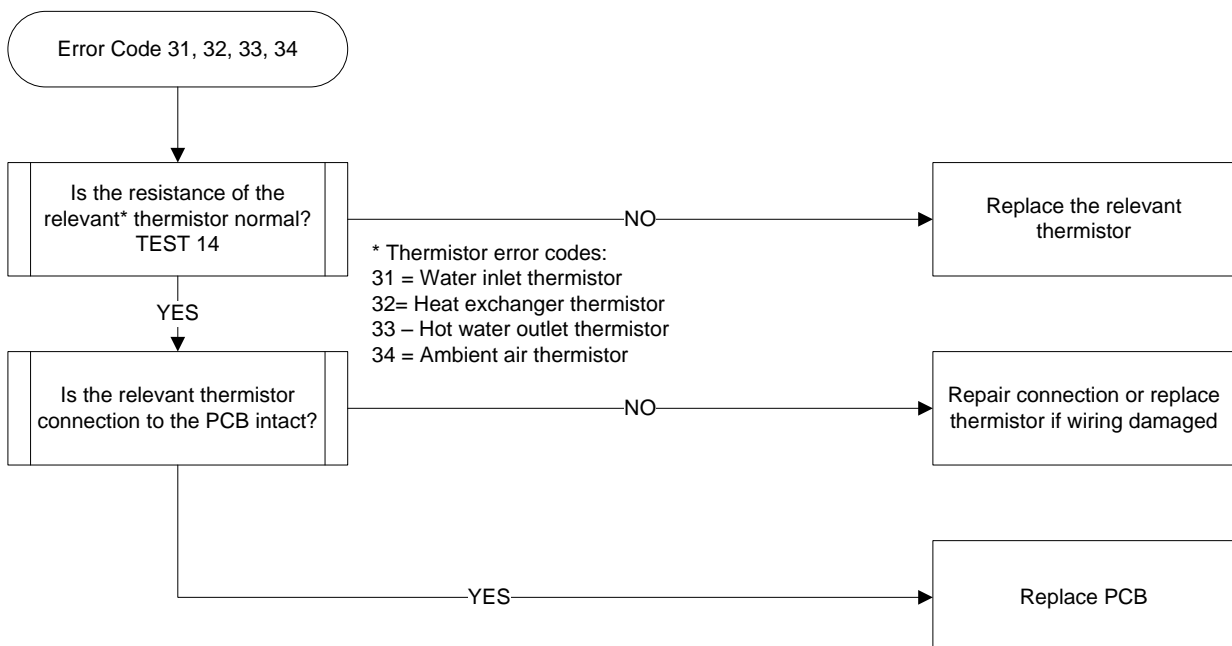 Error Code 31, 32, 33, 34
Is the resistance of the
relevant* thermistor normal?
TEST 14
NO
Replace the relevant
thermistor
* Thermistor error codes:
31 = Water inlet thermistor
32= Heat exchanger thermistor
33 – Hot water outlet thermistor
34 = Ambient air thermistor
YES
Is the relevant thermistor
connection to the PCB intact?
NO
Repair connection or replace
thermistor if wiring damaged
YES
Replace PCB